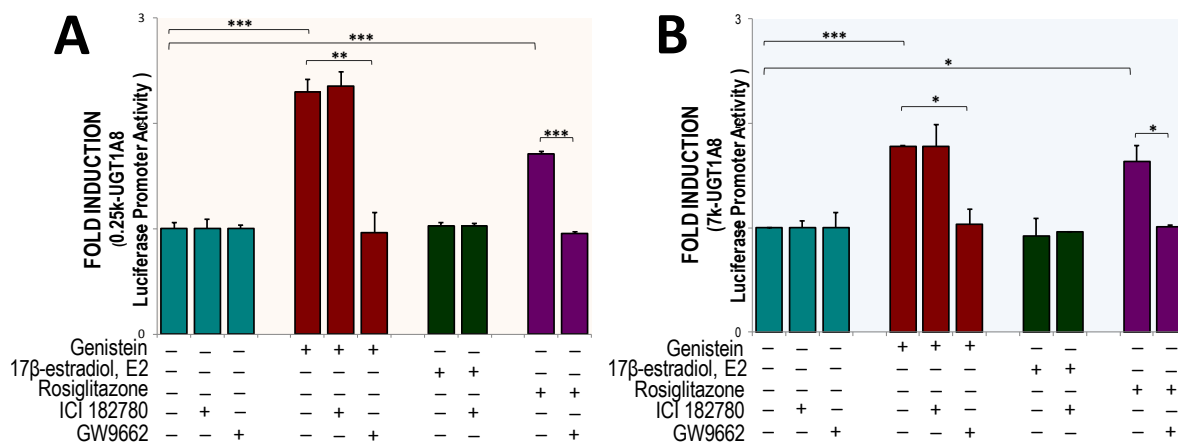 A
3
***
***
**
***
FOLD INDUCTION
(0.25k-UGT1A8
Luciferase Promoter Activity )
0
Genistein – – – + + + – – – –
17β-estradiol, E2 – – – – – – + + – –
Rosiglitazone – – – – – – – – + +
ICI 182780 – + – – + – – + – –
GW9662 – – + – – + – – – +
B
3
***
*
*
*
FOLD INDUCTION
(7k-UGT1A8
Luciferase Promoter Activity )
0
Genistein – – – + + + – – – –
17β-estradiol, E2 – – – – – – + + – –
Rosiglitazone – – – – – – – – + +
ICI 182780 – + – – + – – + – –
GW9662 – – + – – + – – – +